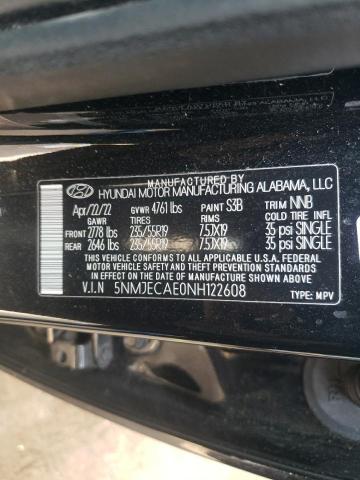 MANUFACTURED BY
HYUNDAI MOTOR MANUFACTURING ALABAMA, LLC
Apr/22/22 GVWR 4761 lbs PAINT S3B TRIM NNB
GAWR TIRES RIMS COLD TIRE INFL
FRONT 2778 lbs 235/55R19 7.5JX19 35 psi SINGLE
REAR 2646 lbs 235/55R19 7.5JX19 35 psi SINGLE
THIS VEHICLE CONFORMS TO ALL APPLICABLE U.S.A. FEDERAL
MOTOR VEHICLE SAFETY, BUMPER, AND THEFT PREVENTION STANDARDS
IN EFFECT ON THE DATE OF MANUFACTURE SHOWN ABOVE.
V.I.N 5NMJECAE0NH122608 TYPE: MPV